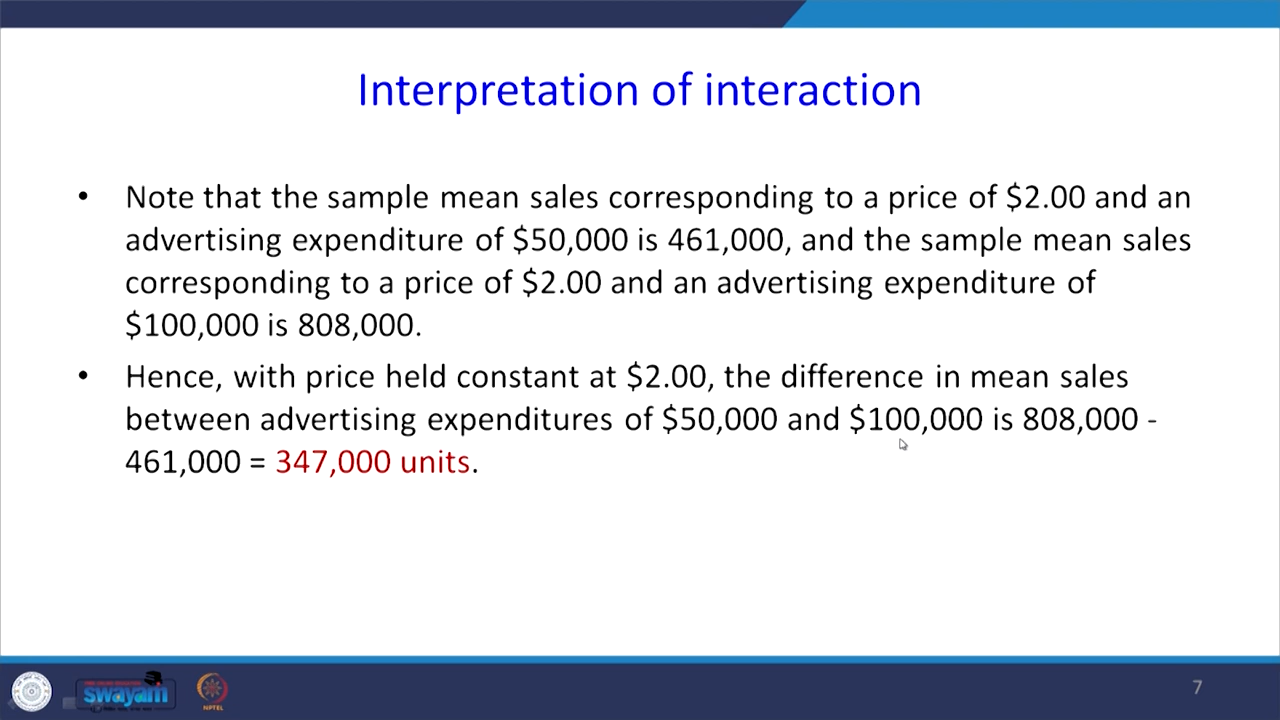 Interpretation of interaction
• Note that the sample mean sales corresponding to a price of $2.00 and an
advertising expenditure of $50,000 is 461,000, and the sample mean sales
corresponding to a price of $2.00 and an advertising expenditure of
$100,000 is 808,000.
• Hence, with price held constant at $2.00, the difference in mean sales
between advertising expenditures of $50,000 and $100,000 is 808,000 -
461,000 = 347,000 units.
swayam
NPTEL
7